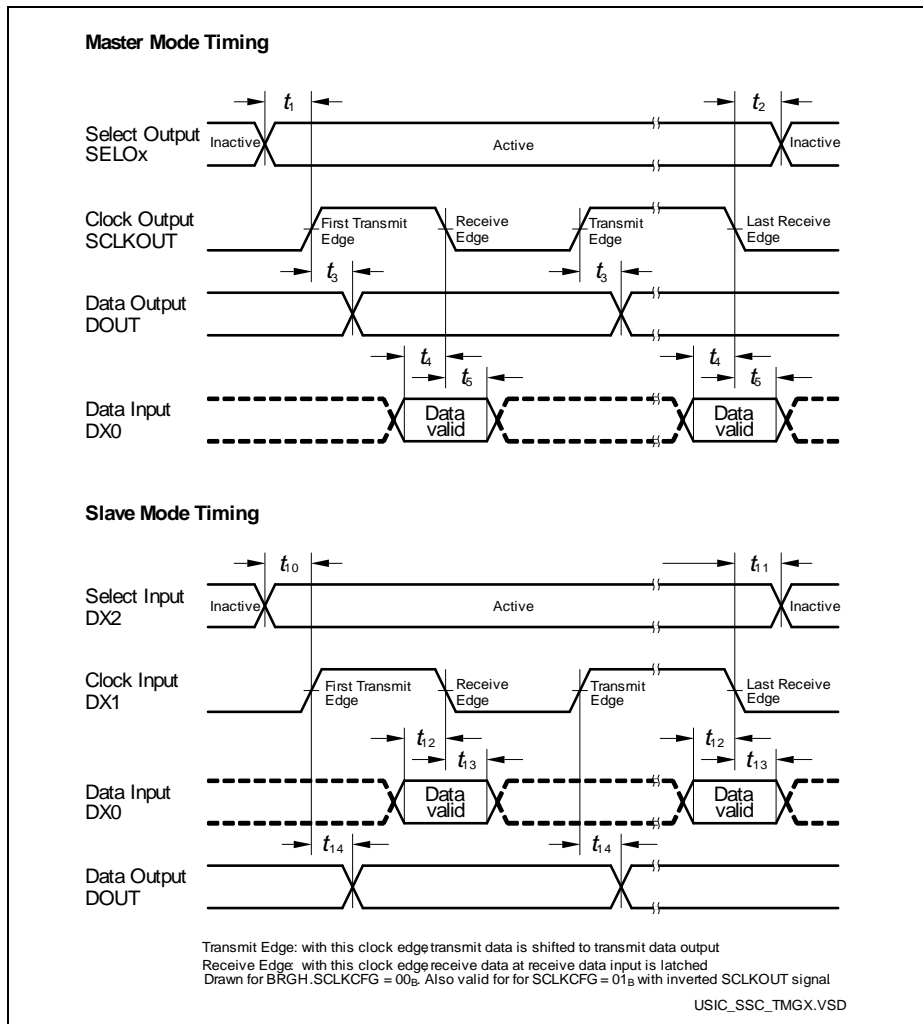 Master Mode Timing
t1
t2
Select Output
SELOx
Inactive
Active
Inactive
Clock Output
SCLKOUT
First Transmit
Edge
Receive
Edge
Transmit
Edge
Last Receive
Edge
t3
t3
Data Output
DOUT
t4
t5
t4
t5
Data Input
DX0
Data
valid
Data
valid
Slave Mode Timing
t10
t11
Select Input
DX2
Inactive
Active
Inactive
Clock Input
DX1
First Transmit
Edge
Receive
Edge
Transmit
Edge
Last Receive
Edge
t12
t13
t12
t13
Data Input
DX0
Data
valid
Data
valid
t14
t14
Data Output
DOUT
Transmit Edge: with this clock edge, transmit data is shifted to transmit data output
Receive Edge: with this clock edge, receive data at receive data input is latched
Drawn for BRGH.SCLKCFG = 00B. Also valid for for SCLKCFG = 01B with inverted SCLKOUT signal.
USIC_SSC_TMGX.VSD